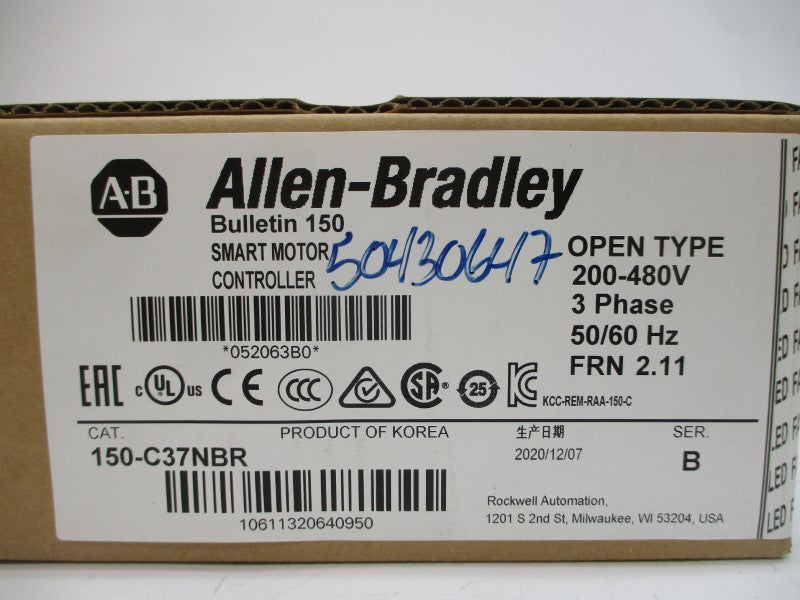 A-B
Allen-Bradley
Bulletin 150
SMART MOTOR
CONTROLLER
50430647
OPEN TYPE
200-480V
3 Phase
50/60 Hz
FRN 2.11
*052063B0*
EAC
c UL us
CE
CCC
SA
25
KC
KCC-REM-RAA-150-C
CAT.
PRODUCT OF KOREA
生产日期
SER.
150-C37NBR
2020/12/07
B
10611320640950
Rockwell Automation,
1201 S 2nd St, Milwaukee, WI 53204, USA